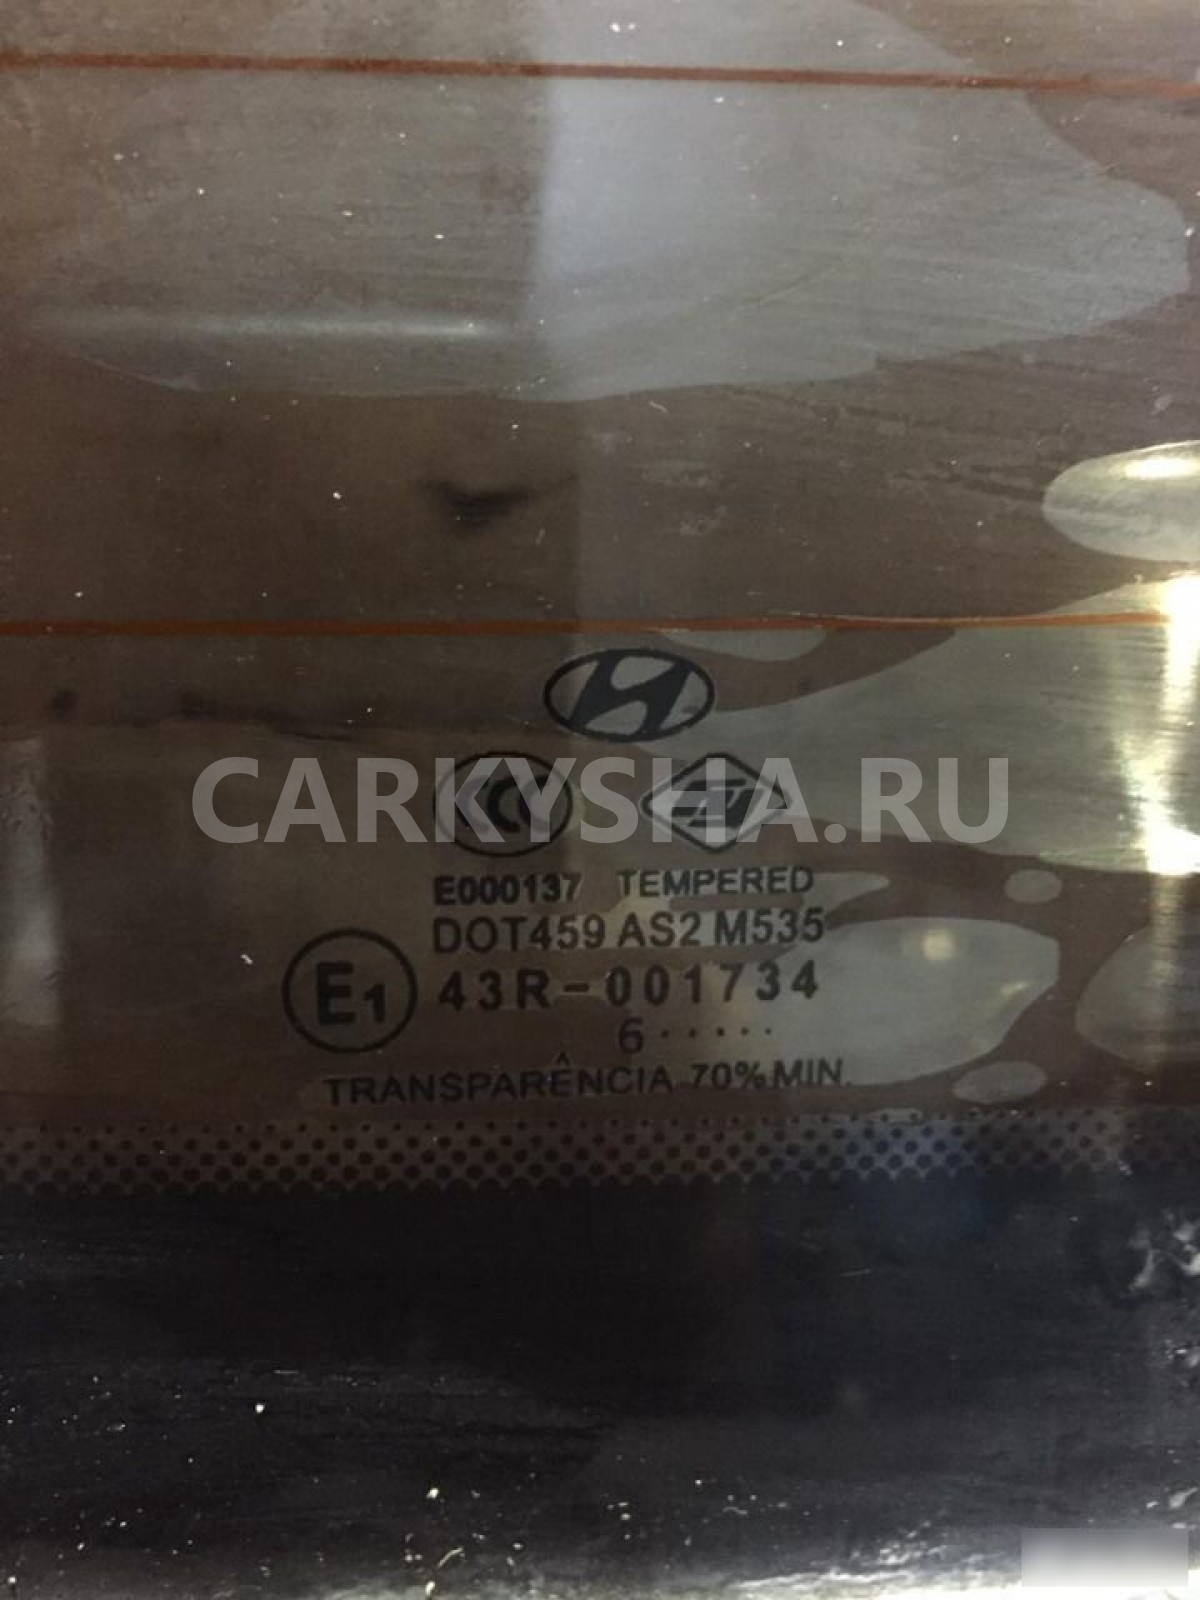 CARKYSHA.RU
E000137 TEMPERED
DOT459 AS2 M535
E1 43R-001734
6 · · · · ·
TRANSPARÊNCIA 70% MIN.